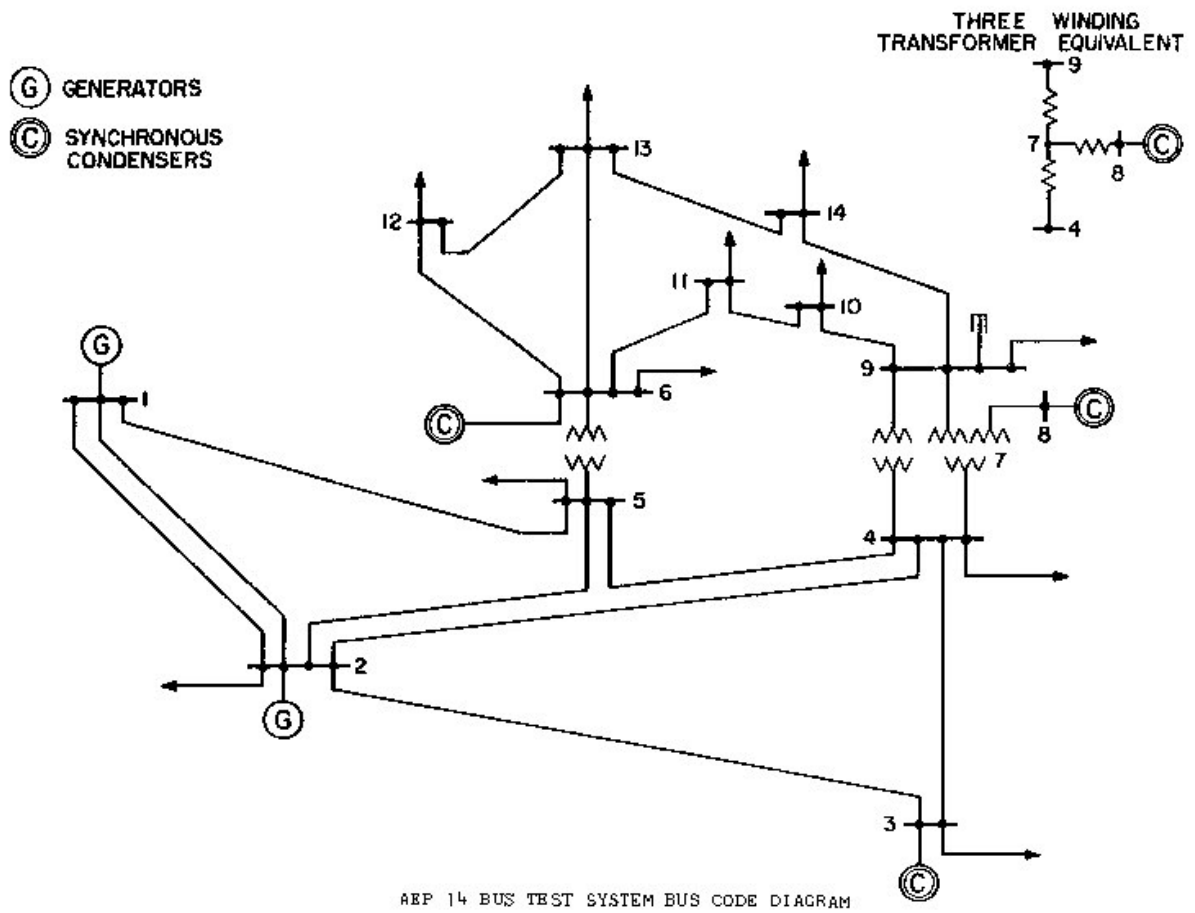 THREE WINDING
TRANSFORMER EQUIVALENT
9
7
C
8
4
G GENERATORS
C SYNCHRONOUS
CONDENSERS
13
12
14
11
10
G
1
9
6
C
8
C
7
5
4
2
G
3
C
AEP 14 BUS TEST SYSTEM BUS CODE DIAGRAM